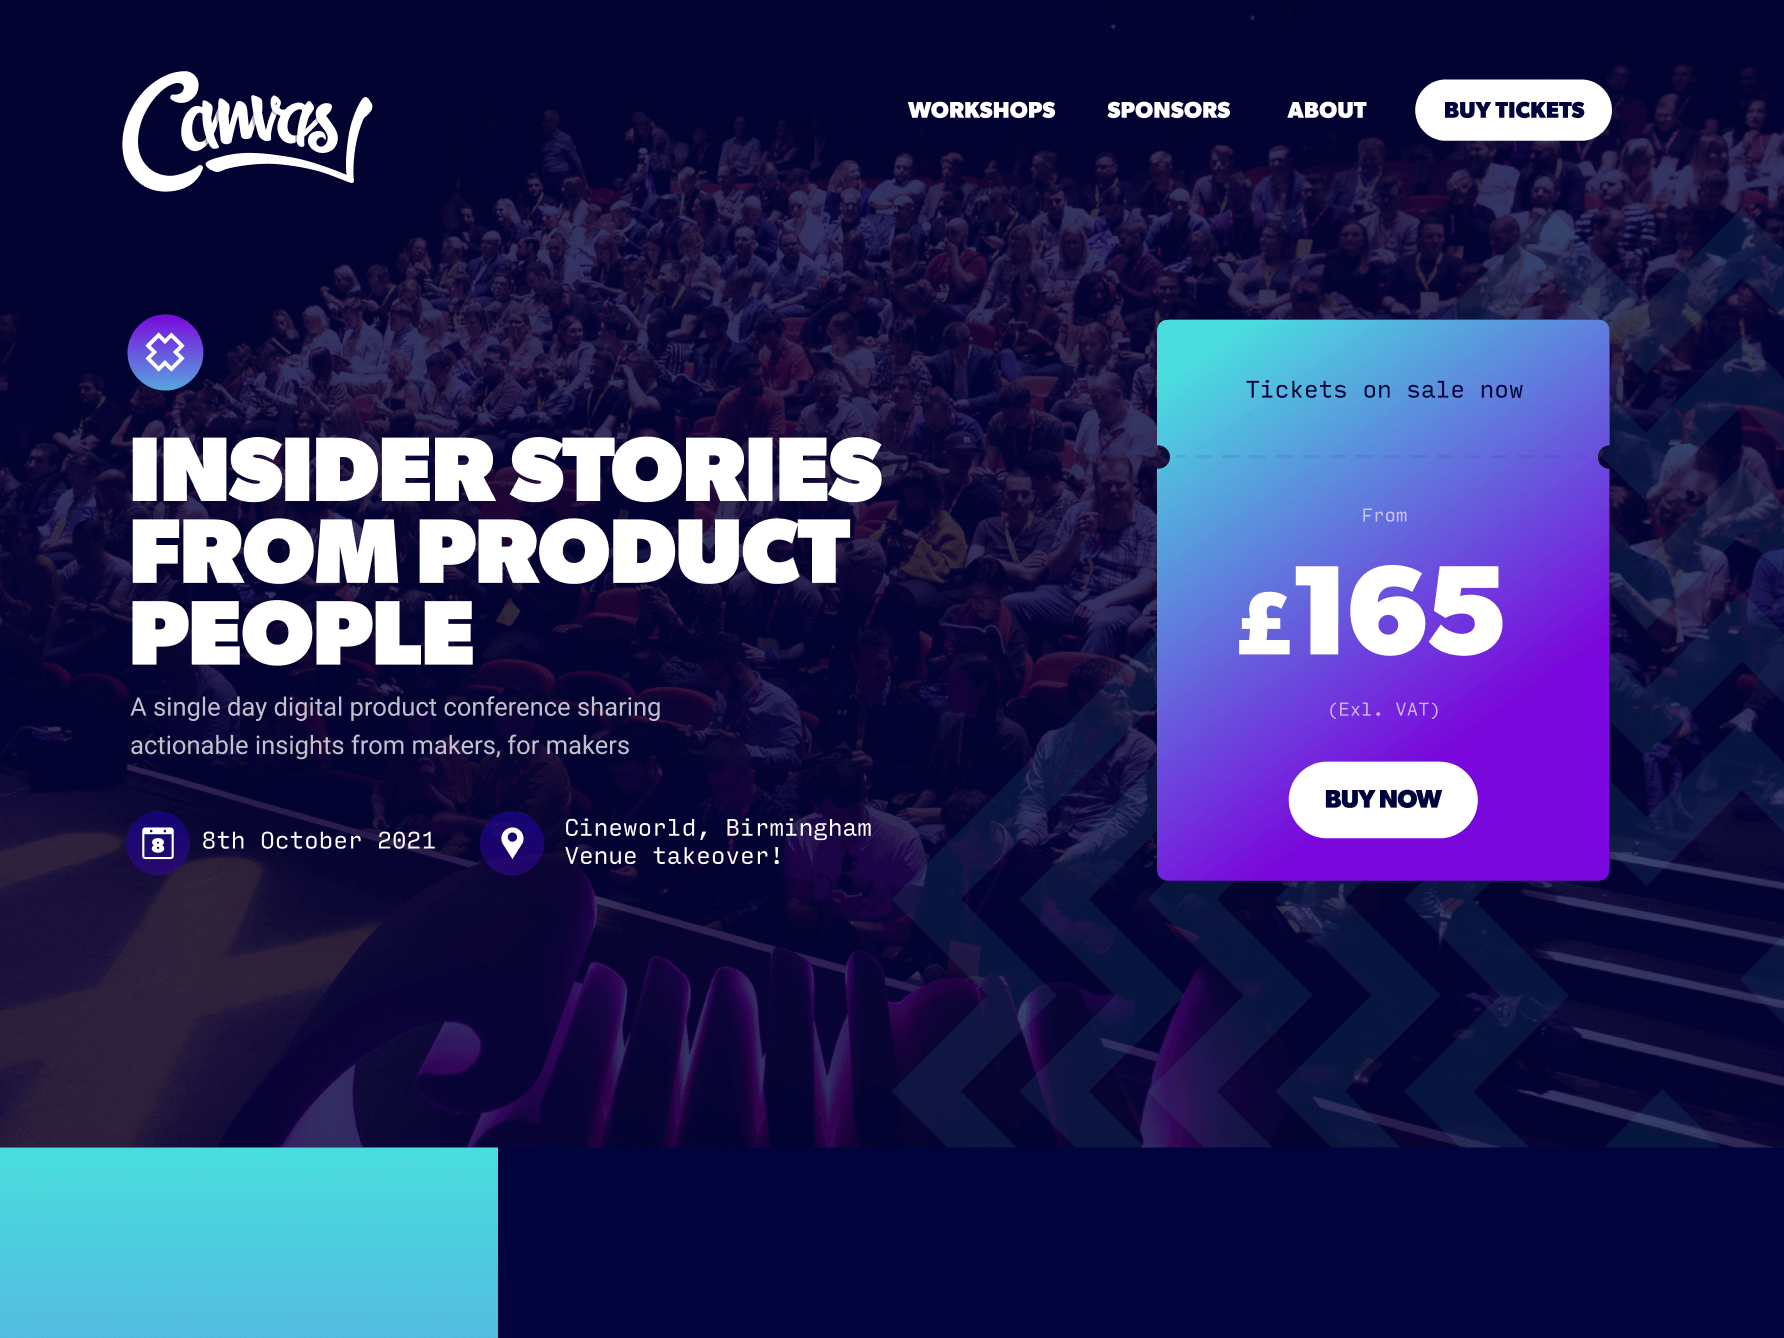 Canvas
WORKSHOPS
SPONSORS
ABOUT
BUY TICKETS
INSIDER STORIES
FROM PRODUCT
PEOPLE
A single day digital product conference sharing
actionable insights from makers, for makers
8
8th October 2021
Cineworld, Birmingham
Venue takeover!
Tickets on sale now
From
£165
(Exl. VAT)
BUY NOW